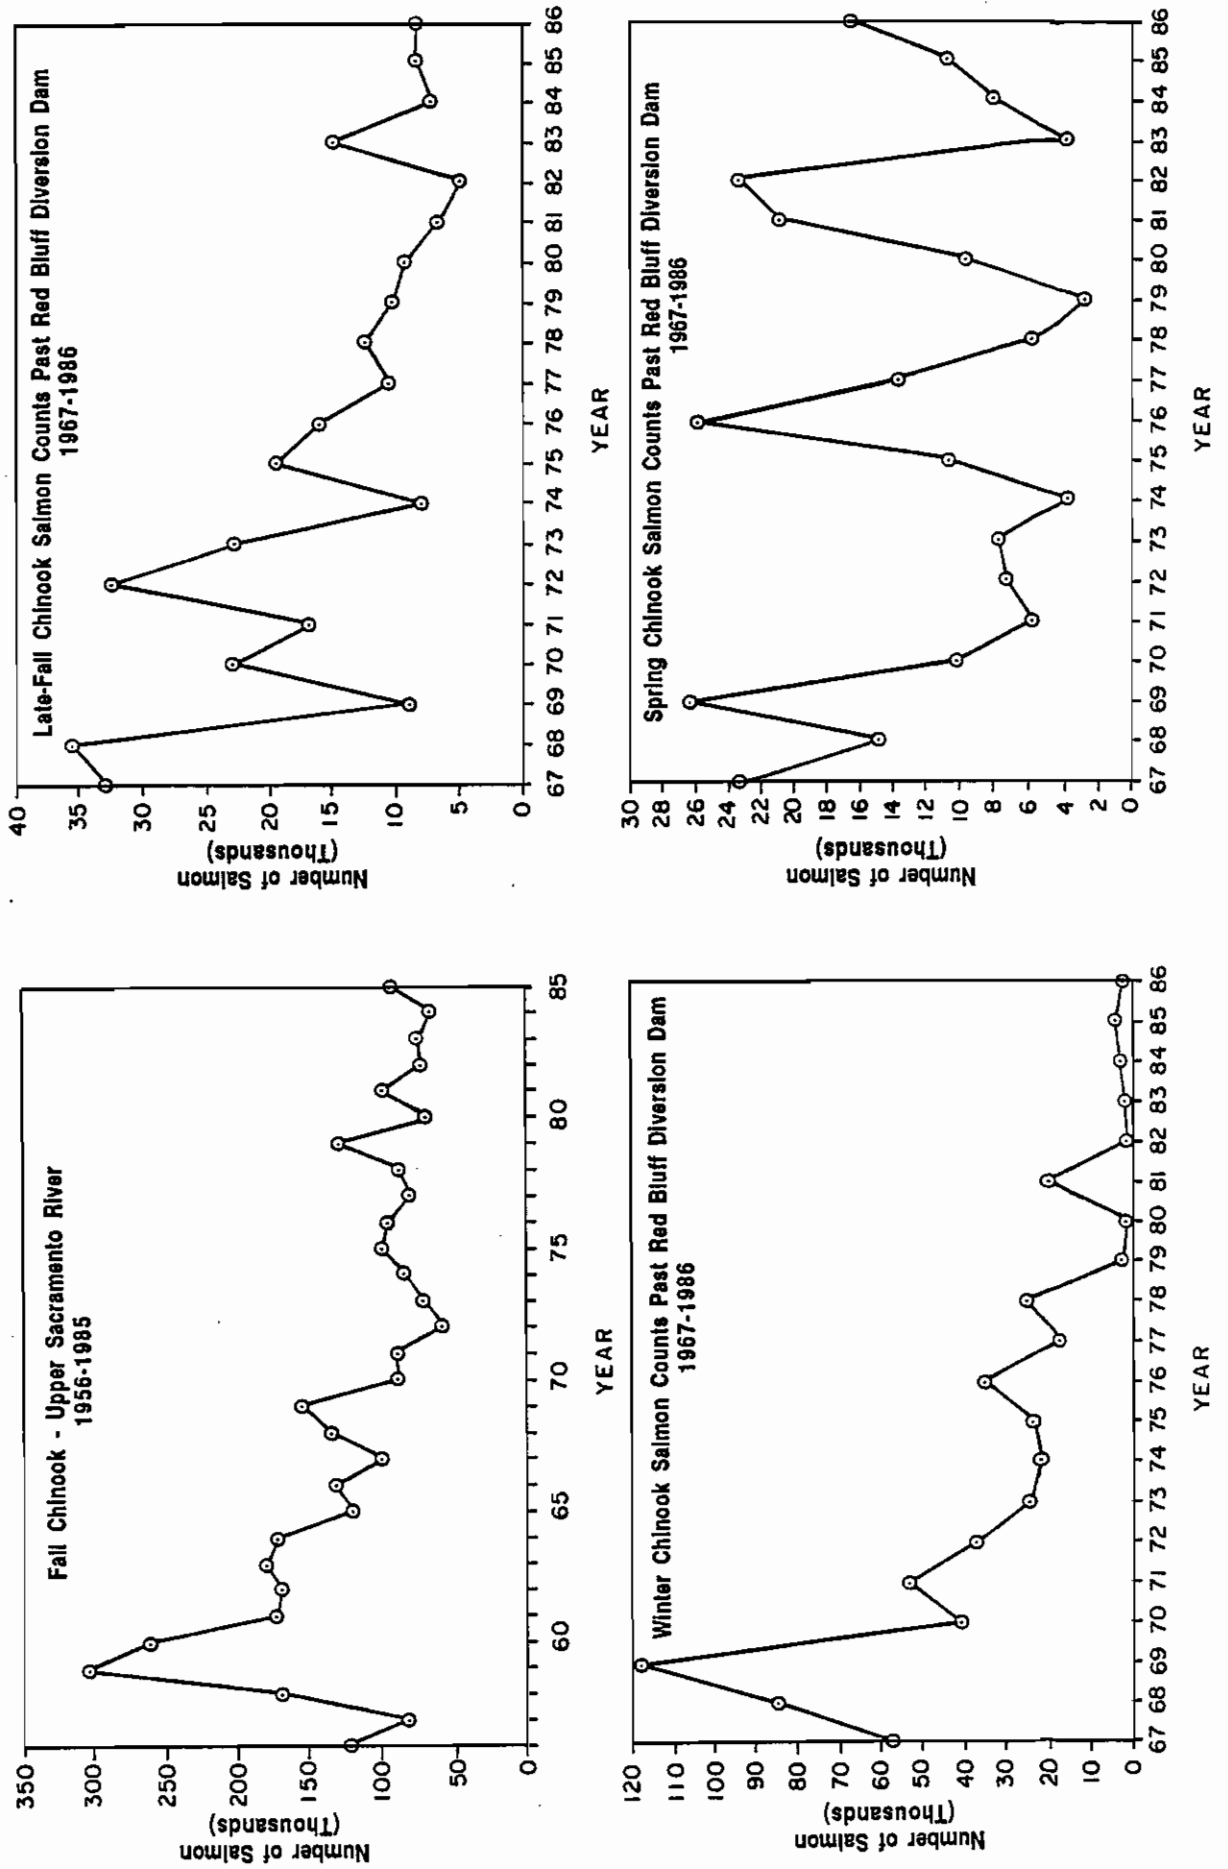 Fall Chinook - Upper Sacramento River
1956-1985
Number of Salmon
(Thousands)
350
300
250
200
150
100
50
0
60 65 70 75 80 85
YEAR
Late-Fall Chinook Salmon Counts Past Red Bluff Diversion Dam
1967-1986
Number of Salmon
(Thousands)
40
35
30
25
20
15
10
5
0
67 68 69 70 71 72 73 74 75 76 77 78 79 80 81 82 83 84 85 86
YEAR
Winter Chinook Salmon Counts Past Red Bluff Diversion Dam
1967-1986
Number of Salmon
(Thousands)
120
110
100
90
80
70
60
50
40
30
20
10
0
67 68 69 70 71 72 73 74 75 76 77 78 79 80 81 82 83 84 85 86
YEAR
Spring Chinook Salmon Counts Past Red Bluff Diversion Dam
1967-1986
Number of Salmon
(Thousands)
30
28
26
24
22
20
18
16
14
12
10
8
6
4
2
0
67 68 69 70 71 72 73 74 75 76 77 78 79 80 81 82 83 84 85 86
YEAR